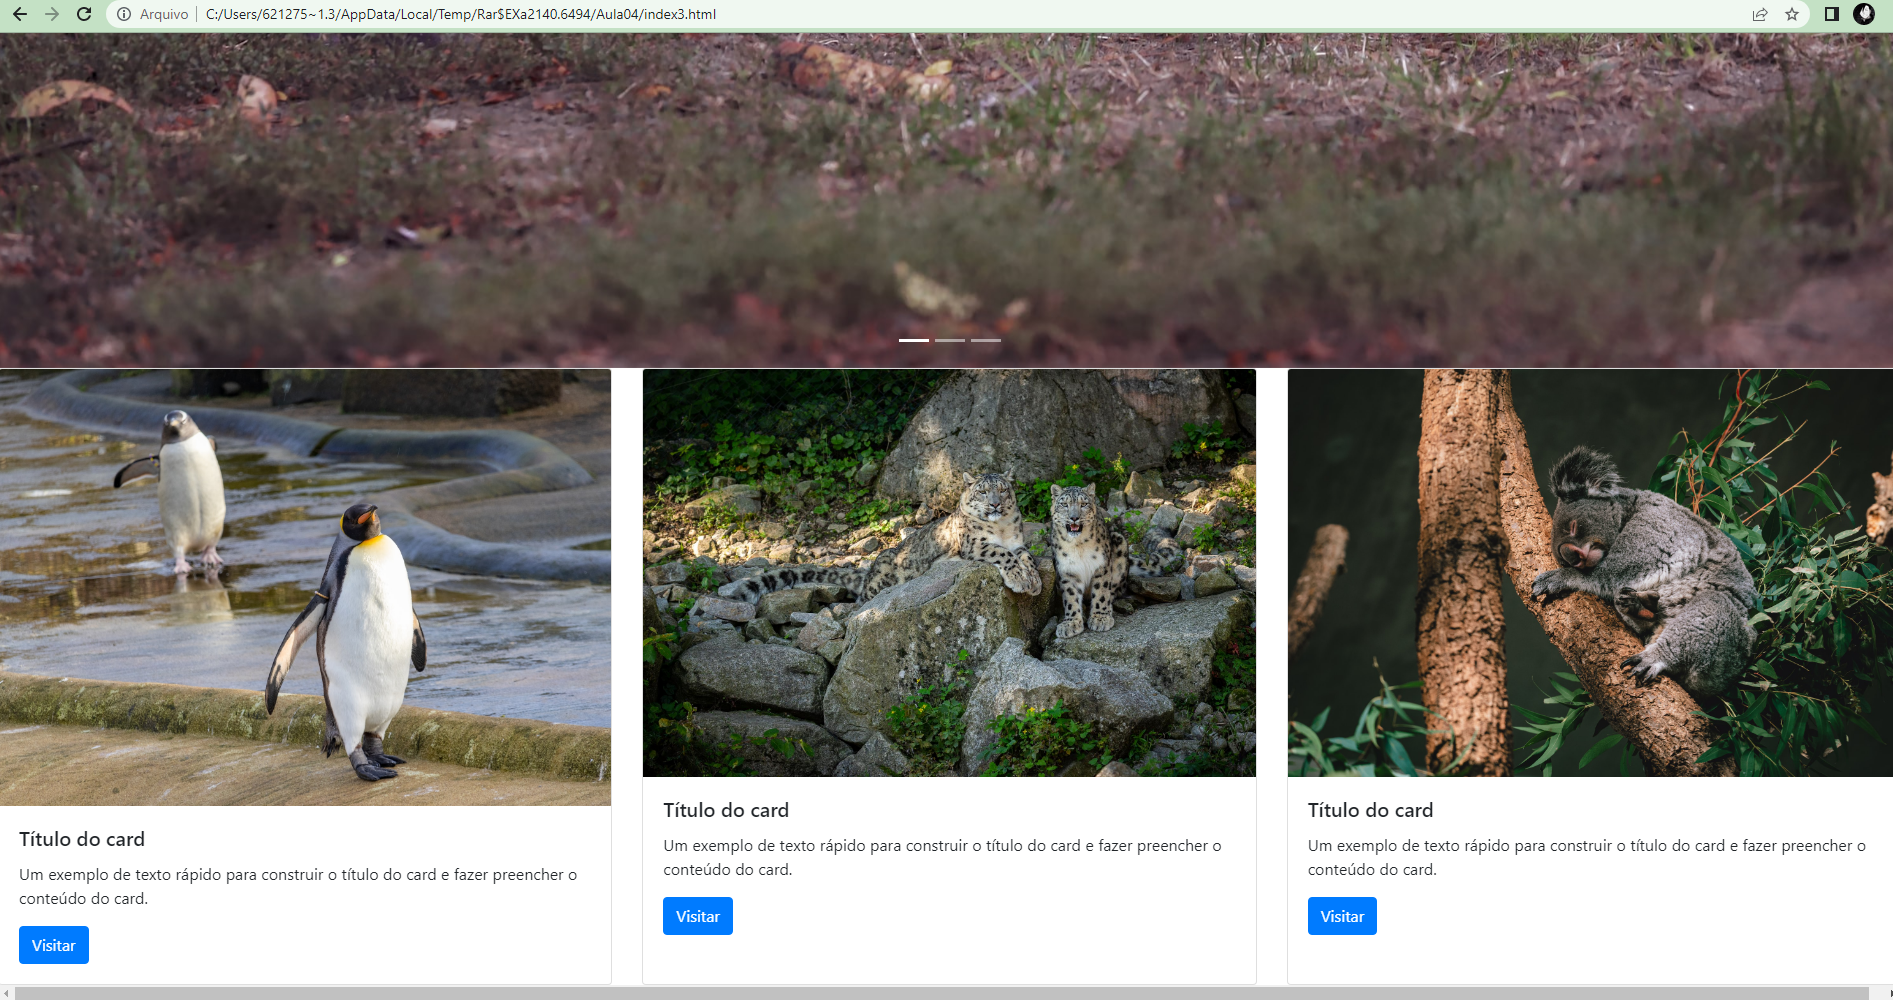 Arquivo C:/Users/621275~1.3/AppData/Local/Temp/Rar$EXa2140.6494/Aula04/index3.html
Título do card
Um exemplo de texto rápido para construir o título do card e fazer preencher o
conteúdo do card.
Visitar
Título do card
Um exemplo de texto rápido para construir o título do card e fazer preencher o
conteúdo do card.
Visitar
Título do card
Um exemplo de texto rápido para construir o título do card e fazer preencher o
conteúdo do card.
Visitar